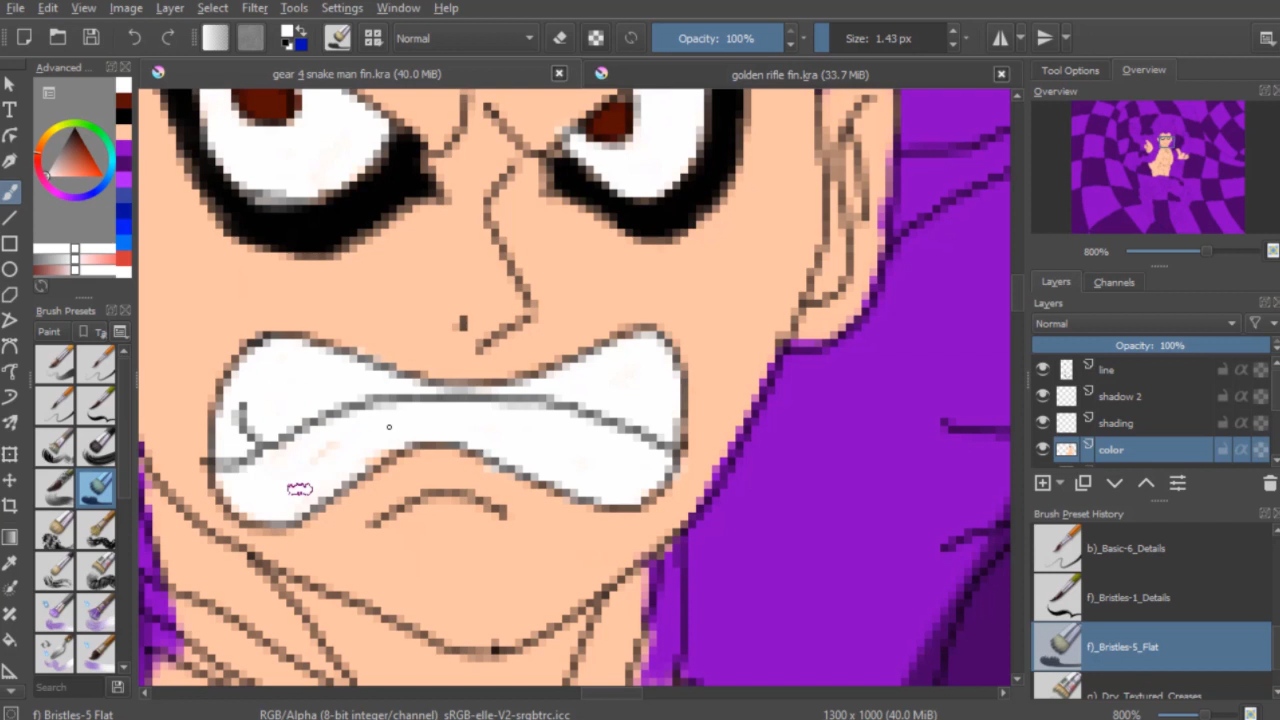 File Edit View Image Layer Select Filter Tools Settings Window Help
Normal Opacity: 100% Size: 1.43 px
Advanced ...
gear 4 snake man fin.kra (40.0 MiB)
golden rifle fin.kra (33.7 MiB)
Tool Options Overview
Overview
800%
Layers Channels
Layers
Normal
Opacity: 100%
line
shadow 2
shading
color
Brush Presets
Paint
Search
Brush Preset History
b)_Basic-6_Details
f)_Bristles-1_Details
f)_Bristles-5_Flat
g)_Dry_Textured_Creases
f) Bristles-5 Flat RGB/Alpha (8-bit integer/channel) sRGB-elle-V2-srgbtrc.icc 1300 x 1000 (40.0 MiB) 800%